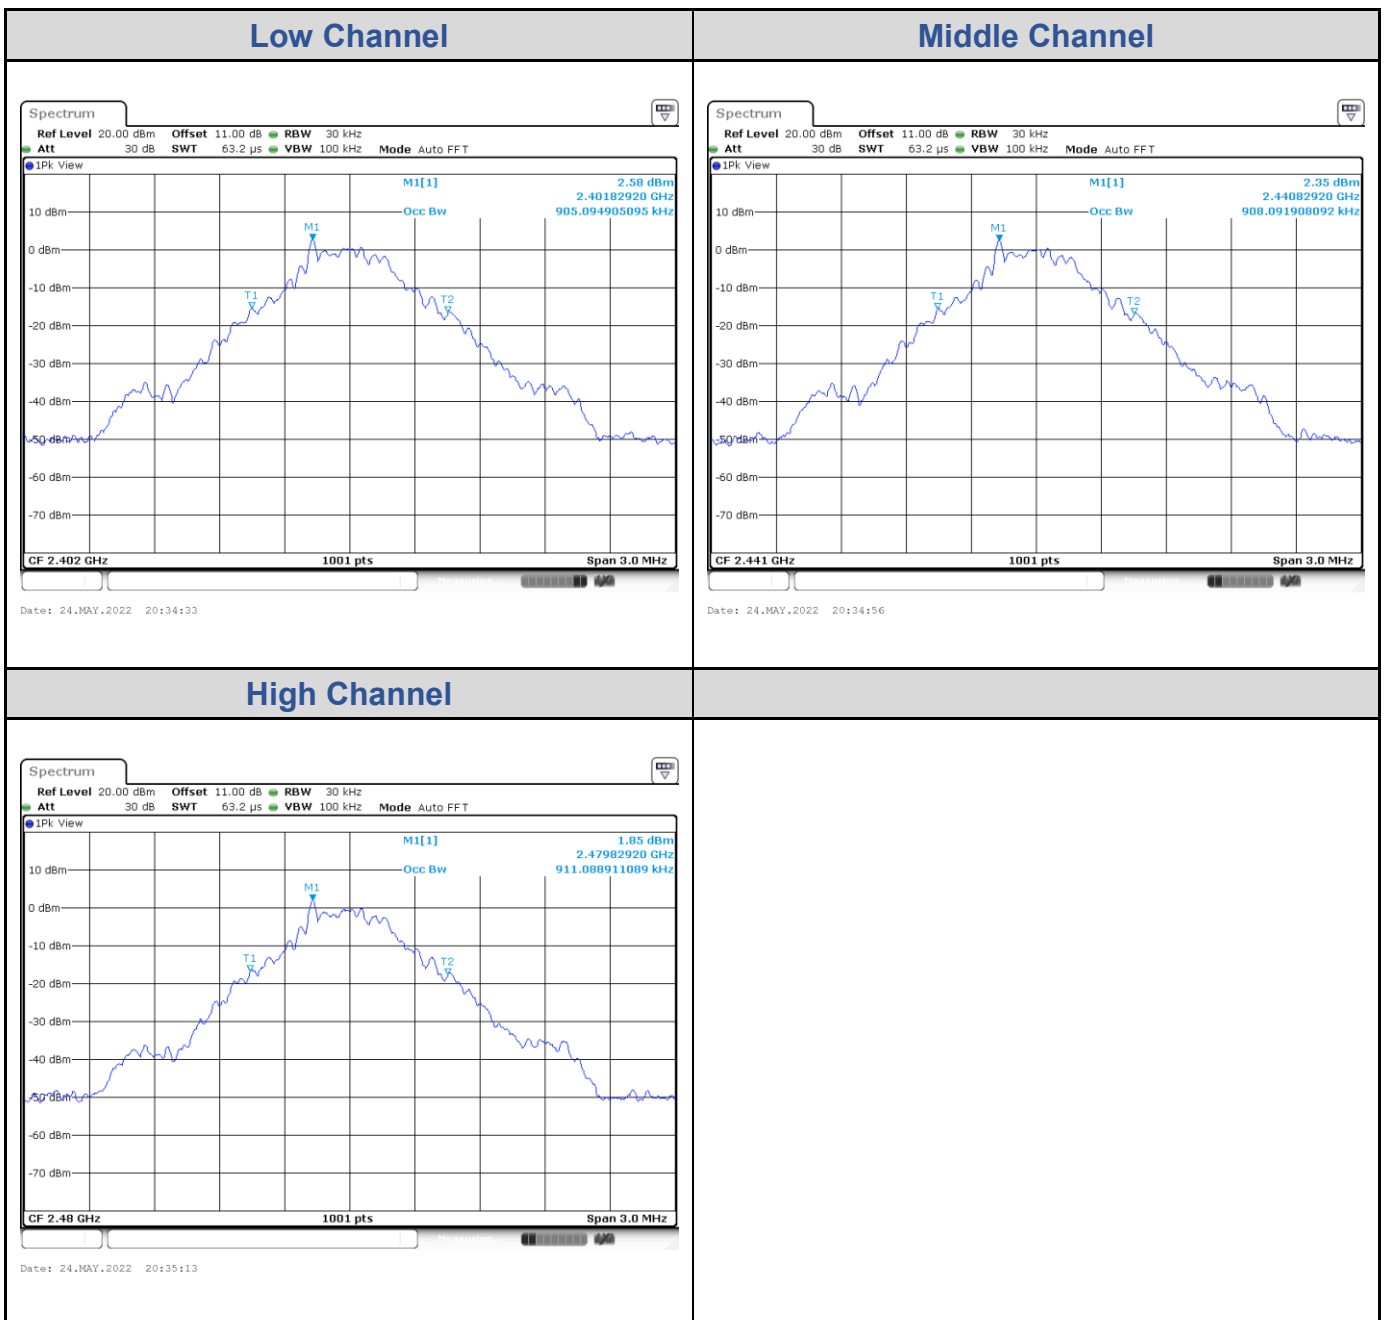 Low Channel
Middle Channel
Spectrum
Ref Level 20.00 dBm Offset 11.00 dB RBW 30 kHz
Att 30 dB SWT 63.2 µs VBW 100 kHz Mode Auto FFT
1Pk View
M1[1] 2.58 dBm
2.40182920 GHz
10 dBm
Occ Bw 905.094905095 kHz
M1
0 dBm
-10 dBm
T1
T2
-20 dBm
-30 dBm
-40 dBm
-50 dBm
-60 dBm
-70 dBm
CF 2.402 GHz 1001 pts Span 3.0 MHz
Measuring
Date: 24.MAY.2022 20:34:33
Spectrum
Ref Level 20.00 dBm Offset 11.00 dB RBW 30 kHz
Att 30 dB SWT 63.2 µs VBW 100 kHz Mode Auto FFT
1Pk View
M1[1] 2.35 dBm
2.44082920 GHz
10 dBm
Occ Bw 908.091908092 kHz
M1
0 dBm
-10 dBm
T1
T2
-20 dBm
-30 dBm
-40 dBm
-50 dBm
-60 dBm
-70 dBm
CF 2.441 GHz 1001 pts Span 3.0 MHz
Measuring
Date: 24.MAY.2022 20:34:56
High Channel
Spectrum
Ref Level 20.00 dBm Offset 11.00 dB RBW 30 kHz
Att 30 dB SWT 63.2 µs VBW 100 kHz Mode Auto FFT
1Pk View
M1[1] 1.85 dBm
2.47982920 GHz
10 dBm
Occ Bw 911.088911089 kHz
M1
0 dBm
-10 dBm
T1
T2
-20 dBm
-30 dBm
-40 dBm
-50 dBm
-60 dBm
-70 dBm
CF 2.48 GHz 1001 pts Span 3.0 MHz
Measuring
Date: 24.MAY.2022 20:35:13